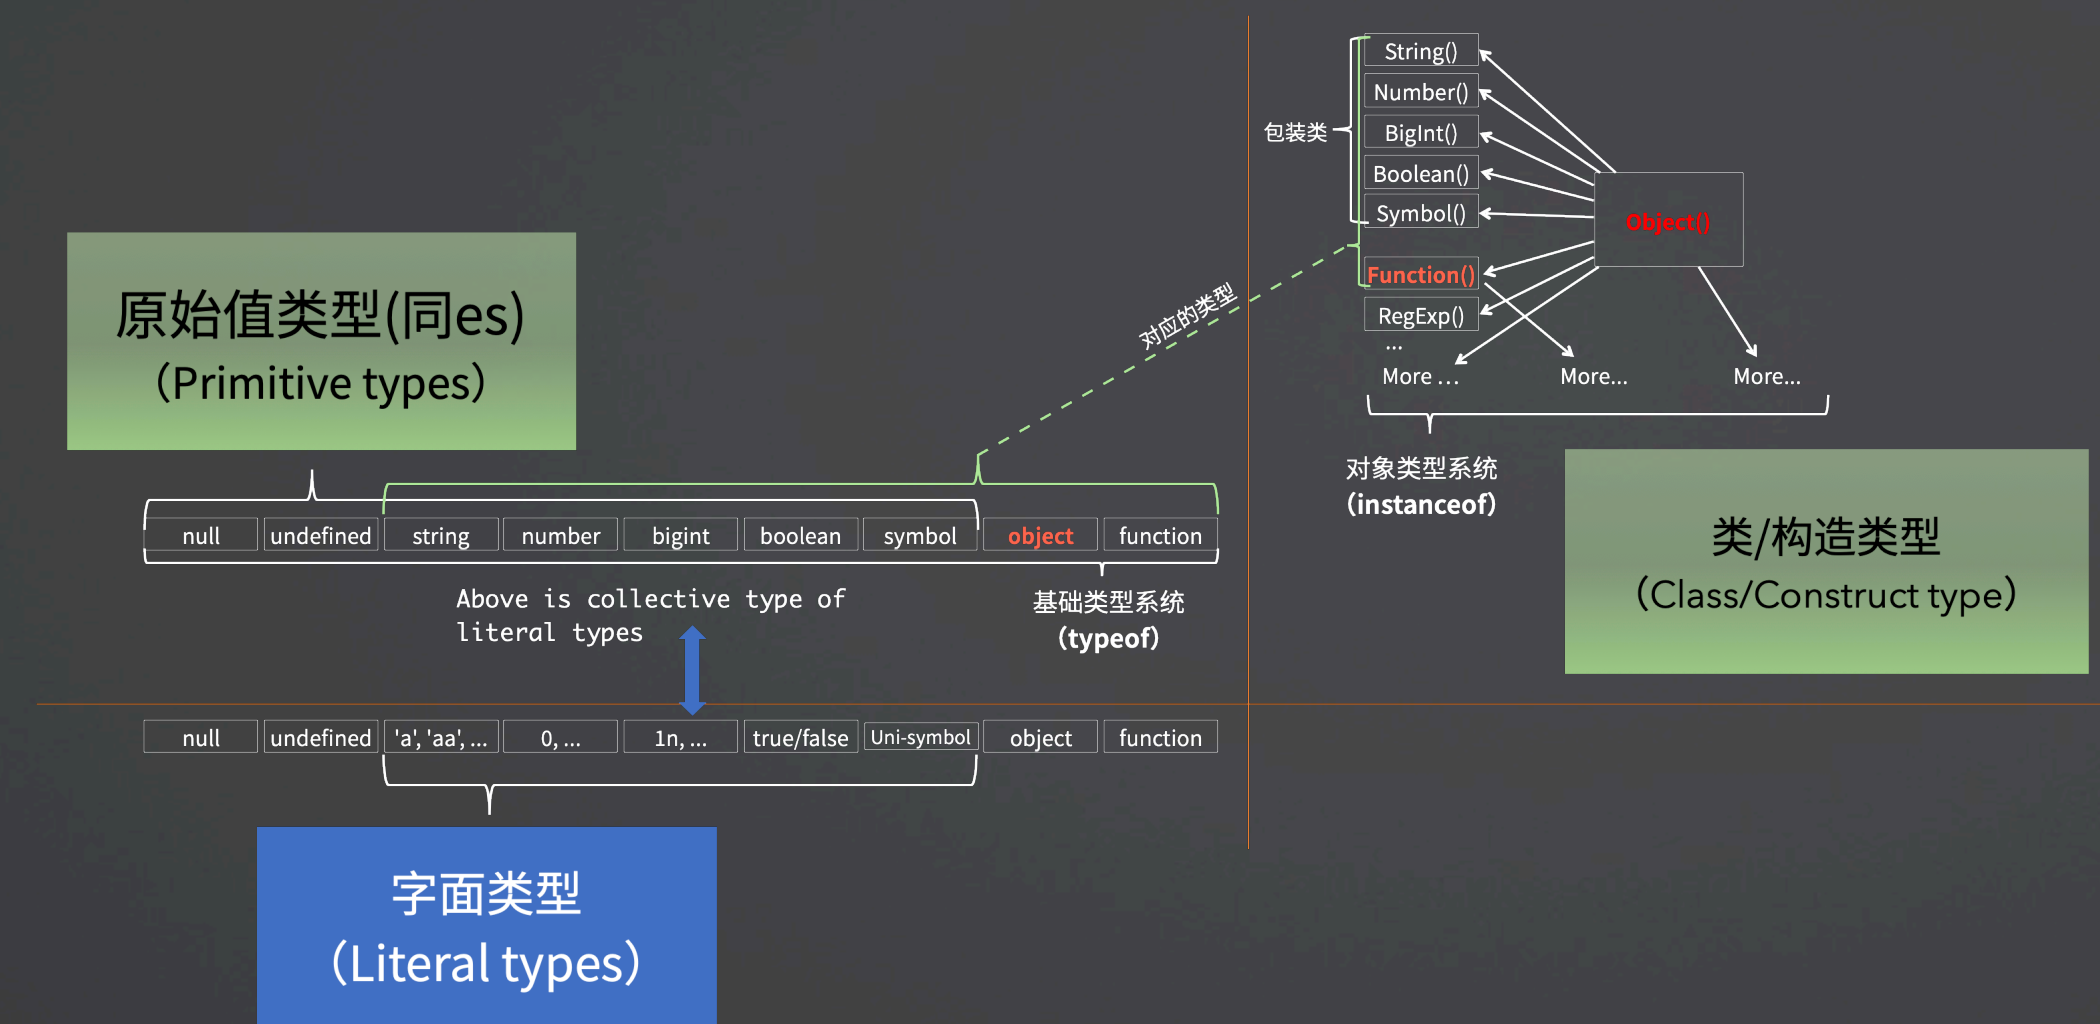 String()
Number()
包装类
BigInt()
Boolean()
Symbol()
Object()
Function()
RegExp()
...
More ...
More...
More...
对象类型系统
(instanceof)
对应的类型
原始值类型(同es)
（Primitive types）
null
undefined
string
number
bigint
boolean
symbol
object
function
Above is collective type of
literal types
基础类型系统
(typeof)
类/构造类型
（Class/Construct type）
null
undefined
'a', 'aa', ...
0, ...
1n, ...
true/false
Uni-symbol
object
function
字面类型
（Literal types）